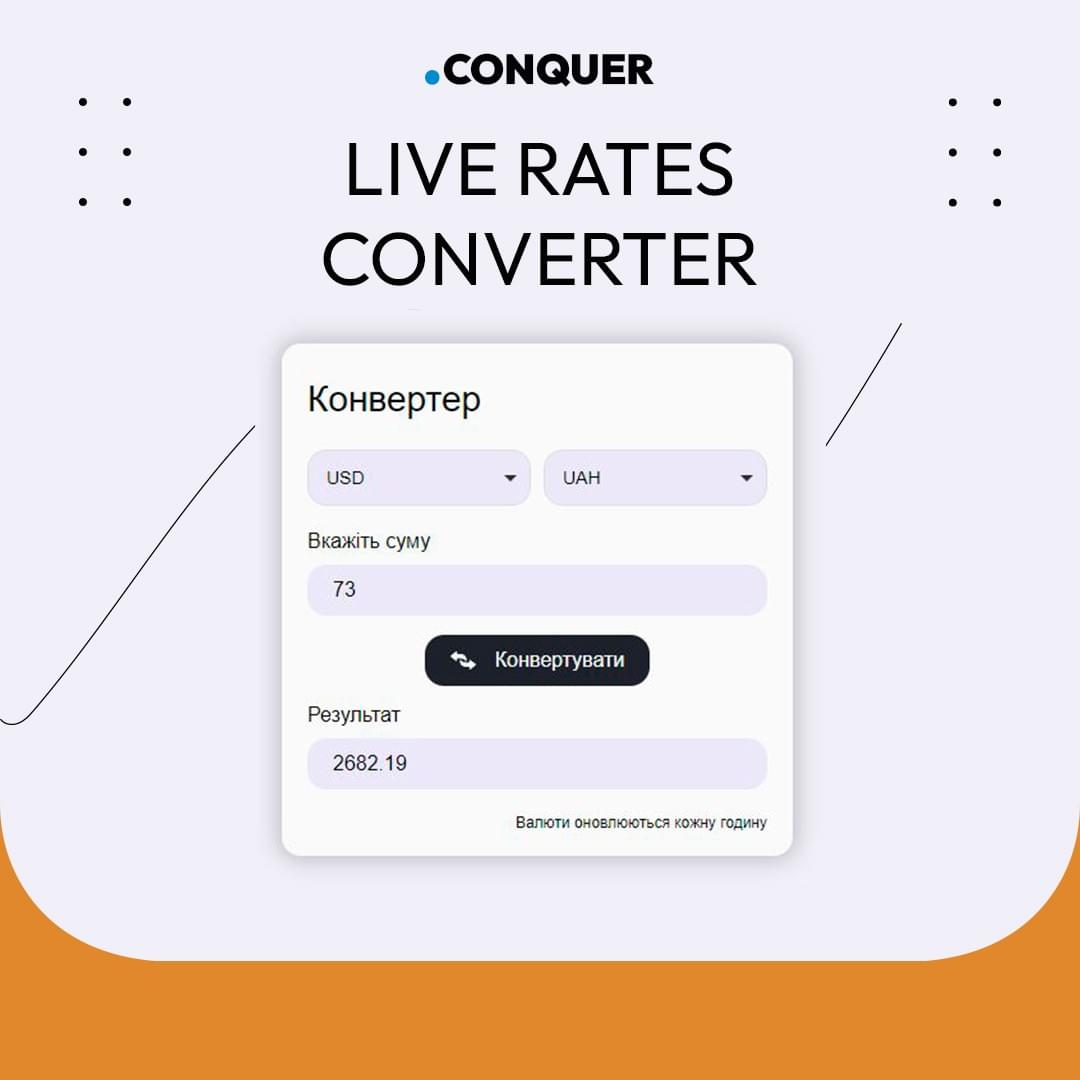 .CONQUER
LIVE RATES
CONVERTER
Конвертер
USD UAH
Вкажіть суму
73
Конвертувати
Результат
2682.19
Валюти оновлюються кожну годину